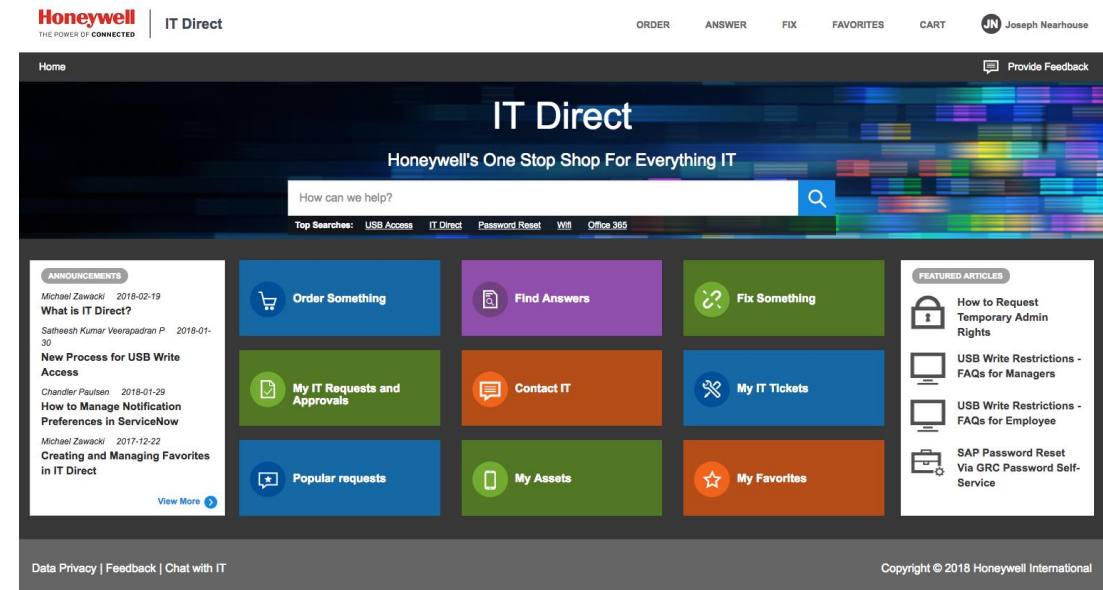 Honeywell
THE POWER OF CONNECTED
IT Direct
ORDER
ANSWER
FIX
FAVORITES
CART
JN
Joseph Nearhouse
Home
Provide Feedback
IT Direct
Honeywell's One Stop Shop For Everything IT
How can we help?
Top Searches: USB Access IT Direct Password Reset Wifi Office 365
ANNOUNCEMENTS
Michael Zawacki 2018-02-19
What is IT Direct?
Satheesh Kumar Veerapadran P 2018-01-
30
New Process for USB Write
Access
Chandler Paulsen 2018-01-29
How to Manage Notification
Preferences in ServiceNow
Michael Zawacki 2017-12-22
Creating and Managing Favorites
in IT Direct
View More
Order Something
Find Answers
Fix Something
My IT Requests and
Approvals
Contact IT
My IT Tickets
Popular requests
My Assets
My Favorites
FEATURED ARTICLES
How to Request
Temporary Admin
Rights
USB Write Restrictions -
FAQs for Managers
USB Write Restrictions -
FAQs for Employee
SAP Password Reset
Via GRC Password Self-
Service
Data Privacy | Feedback | Chat with IT
Copyright © 2018 Honeywell International